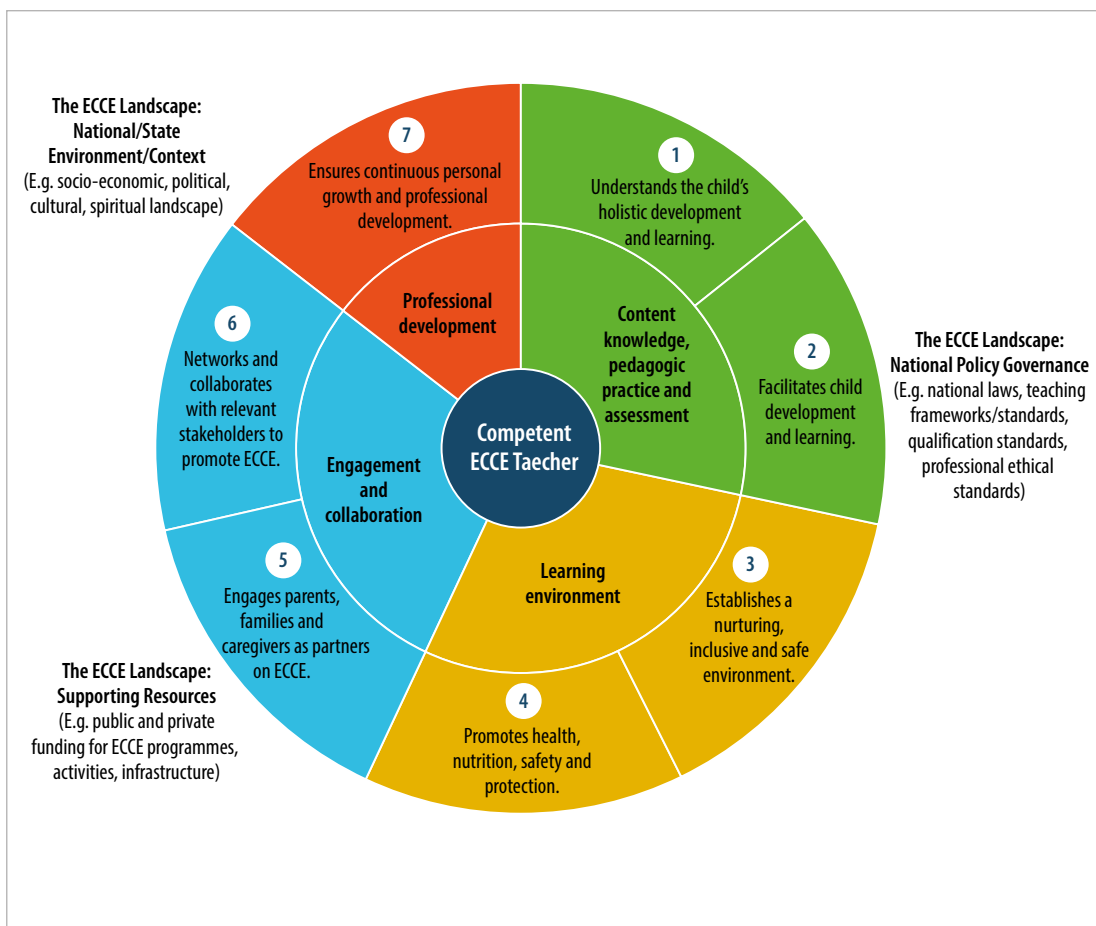 The ECCE Landscape:
National/State
Environment/Context
(E.g. socio-economic, political,
cultural, spiritual landscape)
7
Ensures continuous personal
growth and professional
development.
1
Understands the child’s
holistic development
and learning.
Professional
development
Content
knowledge,
pedagogic
practice and
assessment
6
Networks and
collaborates
with relevant
stakeholders to
promote ECCE.
2
Facilitates child
development
and learning.
The ECCE Landscape:
National Policy Governance
(E.g. national laws, teaching
frameworks/standards,
qualification standards,
professional ethical
standards)
Competent
ECCE Taecher
Engagement
and
collaboration
Learning
environment
5
Engages parents,
families and
caregivers as partners
on ECCE.
3
Establishes a
nurturing,
inclusive and safe
environment.
The ECCE Landscape:
Supporting Resources
(E.g. public and private
funding for ECCE programmes,
activities, infrastructure)
4
Promotes health,
nutrition, safety and
protection.